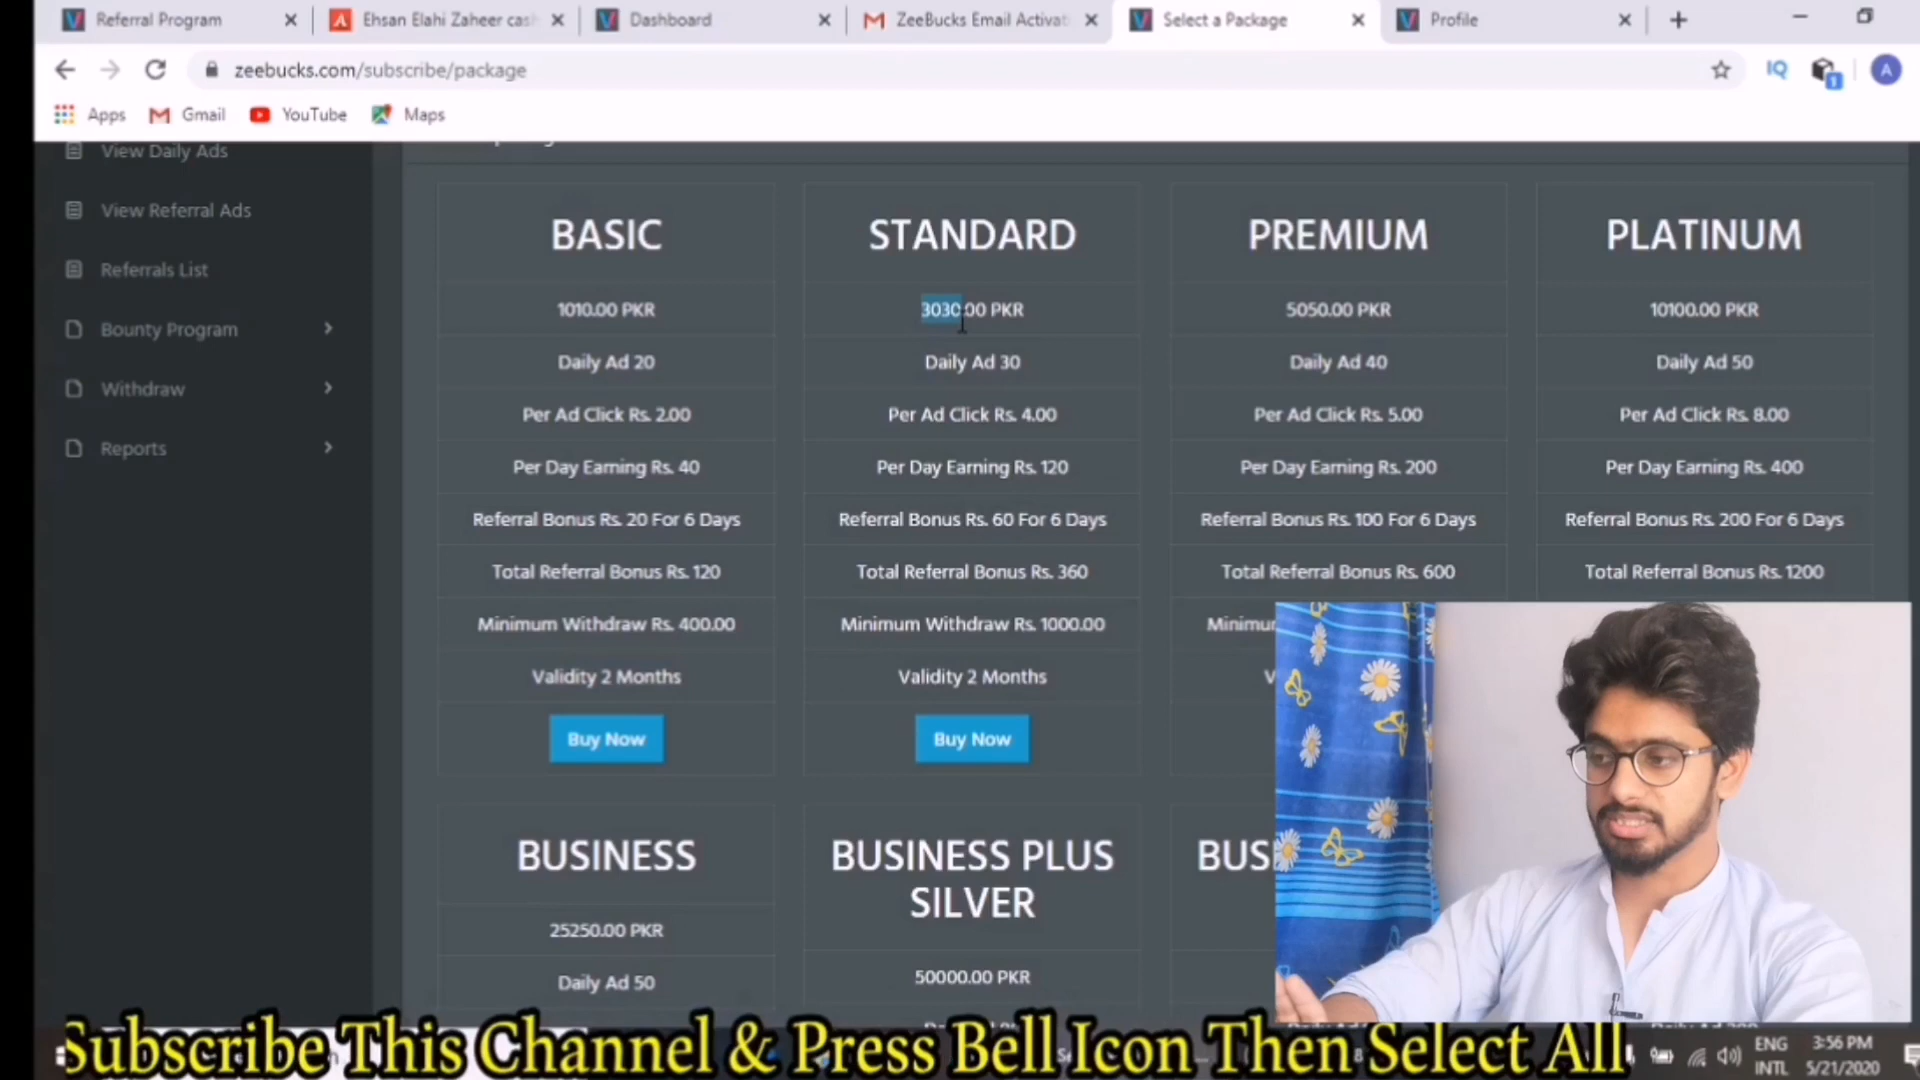 Referral Program
Ehsan Elahi Zaheer cash
Dashboard
ZeeBucks Email Activat
Select a Package
Profile
zeebucks.com/subscribe/package
IQ
1
A
Apps
Gmail
YouTube
Maps
View Daily Ads
View Referral Ads
Referrals List
Bounty Program
Withdraw
Reports
BASIC
1010.00 PKR
Daily Ad 20
Per Ad Click Rs. 2.00
Per Day Earning Rs. 40
Referral Bonus Rs. 20 For 6 Days
Total Referral Bonus Rs. 120
Minimum Withdraw Rs. 400.00
Validity 2 Months
Buy Now
STANDARD
3030.00 PKR
Daily Ad 30
Per Ad Click Rs. 4.00
Per Day Earning Rs. 120
Referral Bonus Rs. 60 For 6 Days
Total Referral Bonus Rs. 360
Minimum Withdraw Rs. 1000.00
Validity 2 Months
Buy Now
PREMIUM
5050.00 PKR
Daily Ad 40
Per Ad Click Rs. 5.00
Per Day Earning Rs. 200
Referral Bonus Rs. 100 For 6 Days
Total Referral Bonus Rs. 600
Minimu
PLATINUM
10100.00 PKR
Daily Ad 50
Per Ad Click Rs. 8.00
Per Day Earning Rs. 400
Referral Bonus Rs. 200 For 6 Days
Total Referral Bonus Rs. 1200
BUSINESS
25250.00 PKR
Daily Ad 50
BUSINESS PLUS
SILVER
50000.00 PKR
BUS
Subscribe This Channel & Press Bell Icon Then Select All
ENG
INTL
3:56 PM
5/21/2020